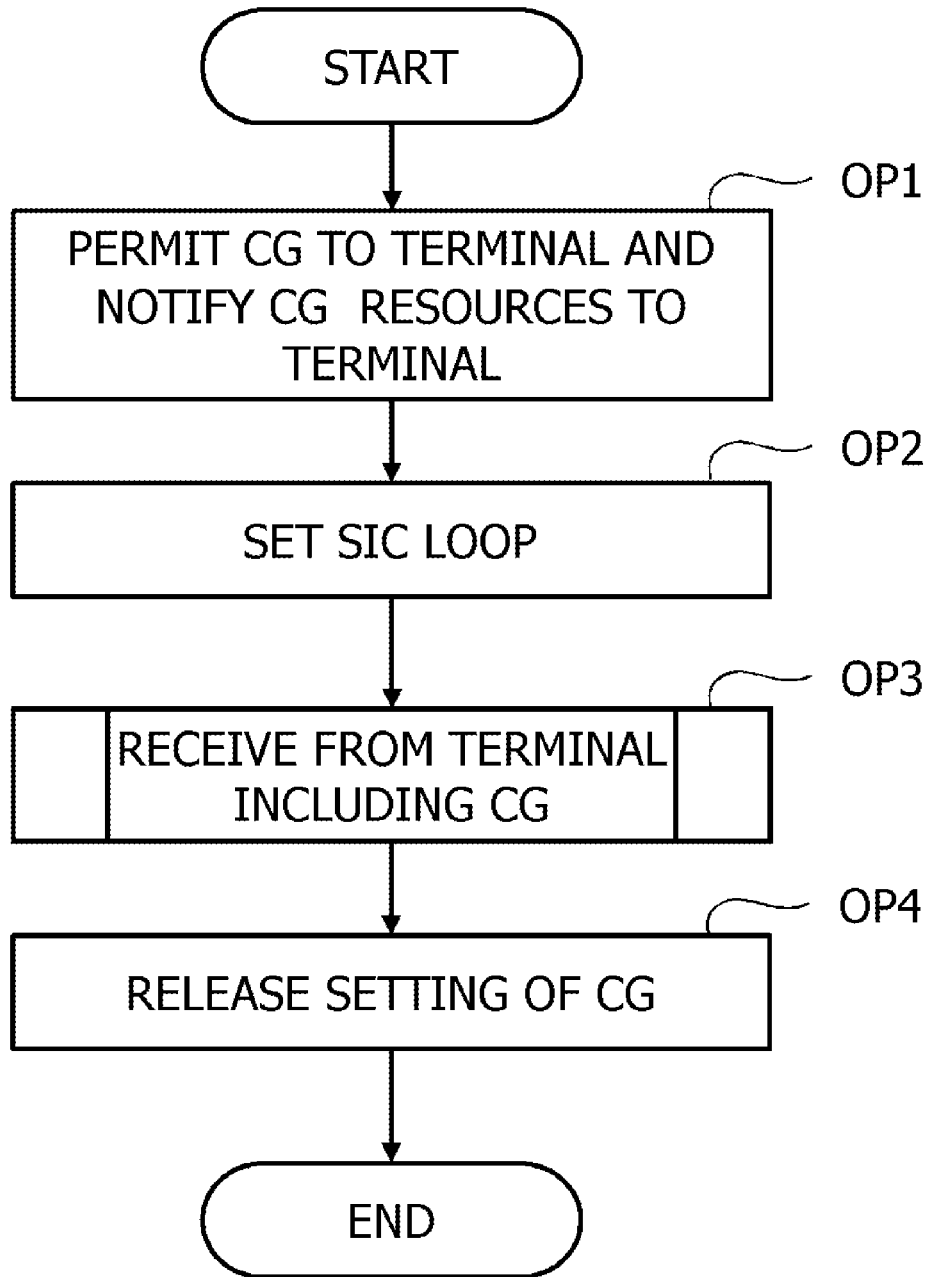 START
OP1
PERMIT CG TO TERMINAL AND
NOTIFY CG RESOURCES TO
TERMINAL
OP2
SET SIC LOOP
OP3
RECEIVE FROM TERMINAL
INCLUDING CG
OP4
RELEASE SETTING OF CG
END